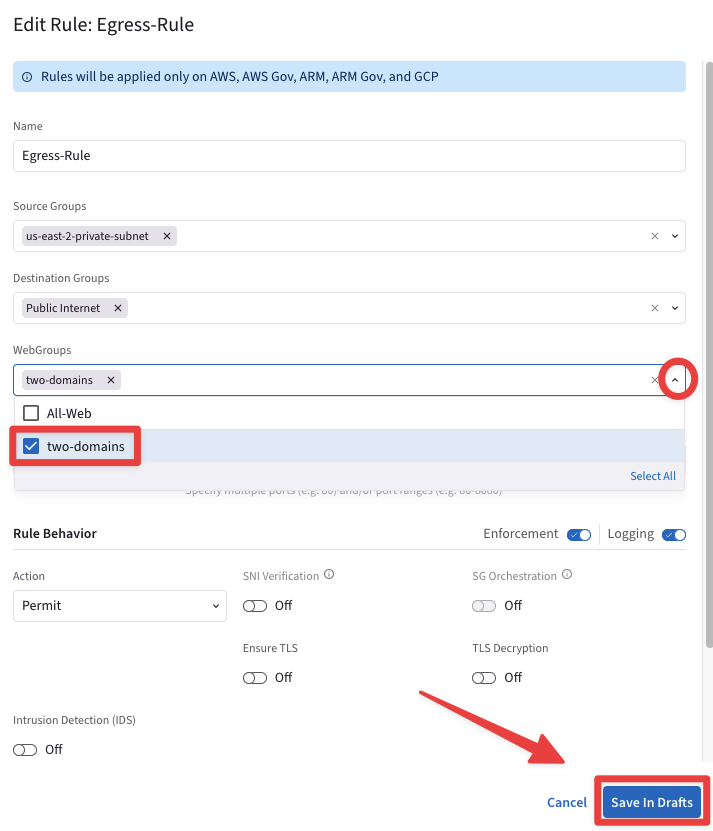 Edit Rule: Egress-Rule
Rules will be applied only on AWS, AWS Gov, ARM, ARM Gov, and GCP
Name
Egress-Rule
Source Groups
us-east-2-private-subnet
Destination Groups
Public Internet
WebGroups
two-domains
All-Web
two-domains
Select All
Specify multiple ports (e.g. 80) and/or port ranges (e.g. 80-8080)
Rule Behavior Enforcement Logging
Action SNI Verification SG Orchestration
Permit Off Off
Ensure TLS TLS Decryption
Off Off
Intrusion Detection (IDS)
Off
Cancel Save In Drafts